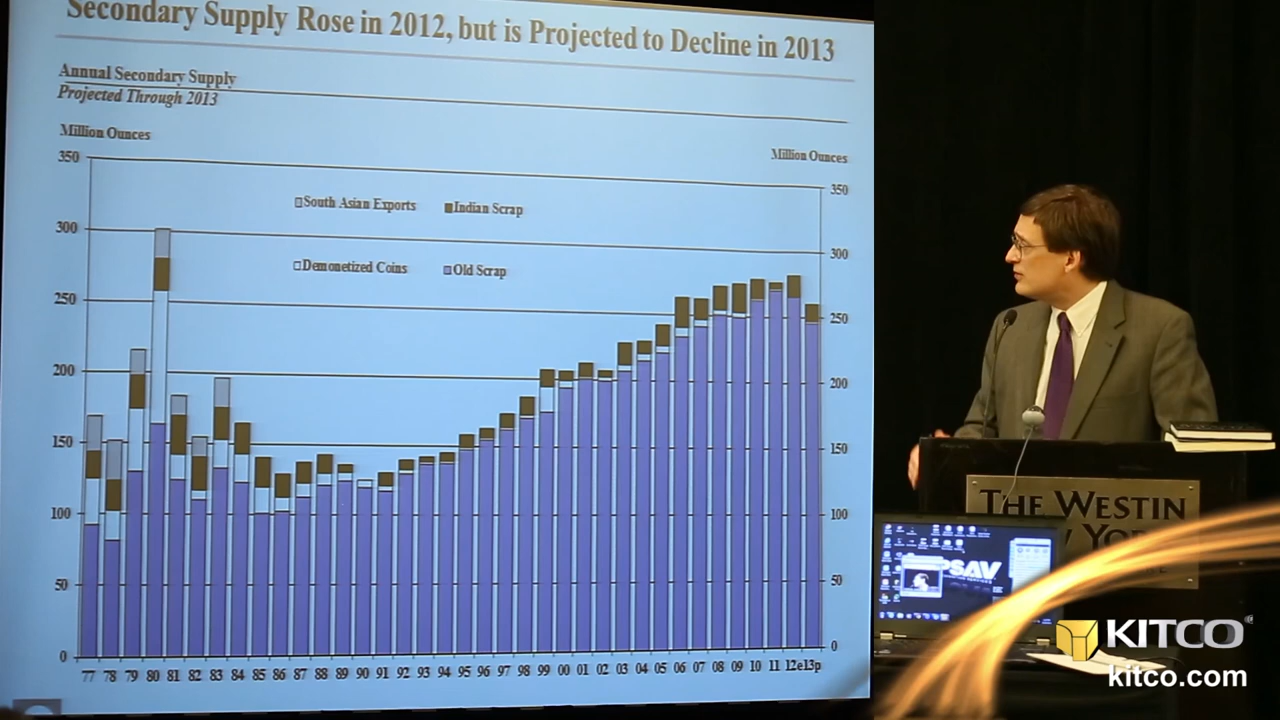 Secondary Supply Rose in 2012, but is Projected to Decline in 2013
Annual Secondary Supply
Projected Through 2013
Million Ounces
Million Ounces
350
300
250
200
150
100
50
0
South Asian Exports
Indian Scrap
Demonetized Coins
Old Scrap
350
300
250
200
150
100
50
0
77 78 79 80 81 82 83 84 85 86 87 88 89 90 91 92 93 94 95 96 97 98 99 00 01 02 03 04 05 06 07 08 09 10 11 12e13p
THE WESTIN
PSAV
KITCO
kitco.com